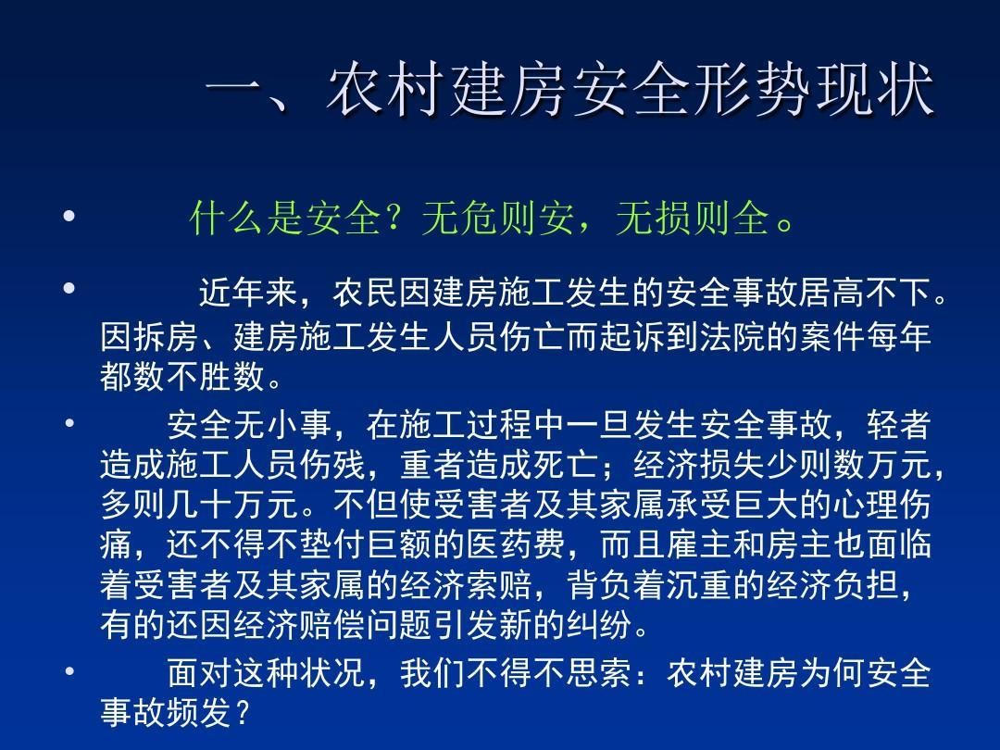 一、农村建房安全形势现状
• 什么是安全？无危则安，无损则全。
• 近年来，农民因建房施工发生的安全事故居高不下。
因拆房、建房施工发生人员伤亡而起诉到法院的案件每年
都数不胜数。
• 安全无小事，在施工过程中一旦发生安全事故，轻者
造成施工人员伤残，重者造成死亡；经济损失少则数万元，
多则几十万元。不但使受害者及其家属承受巨大的心理伤
痛，还不得不垫付巨额的医药费，而且雇主和房主也面临
着受害者及其家属的经济索赔，背负着沉重的经济负担，
有的还因经济赔偿问题引发新的纠纷。
• 面对这种状况，我们不得不思索：农村建房为何安全
事故频发？